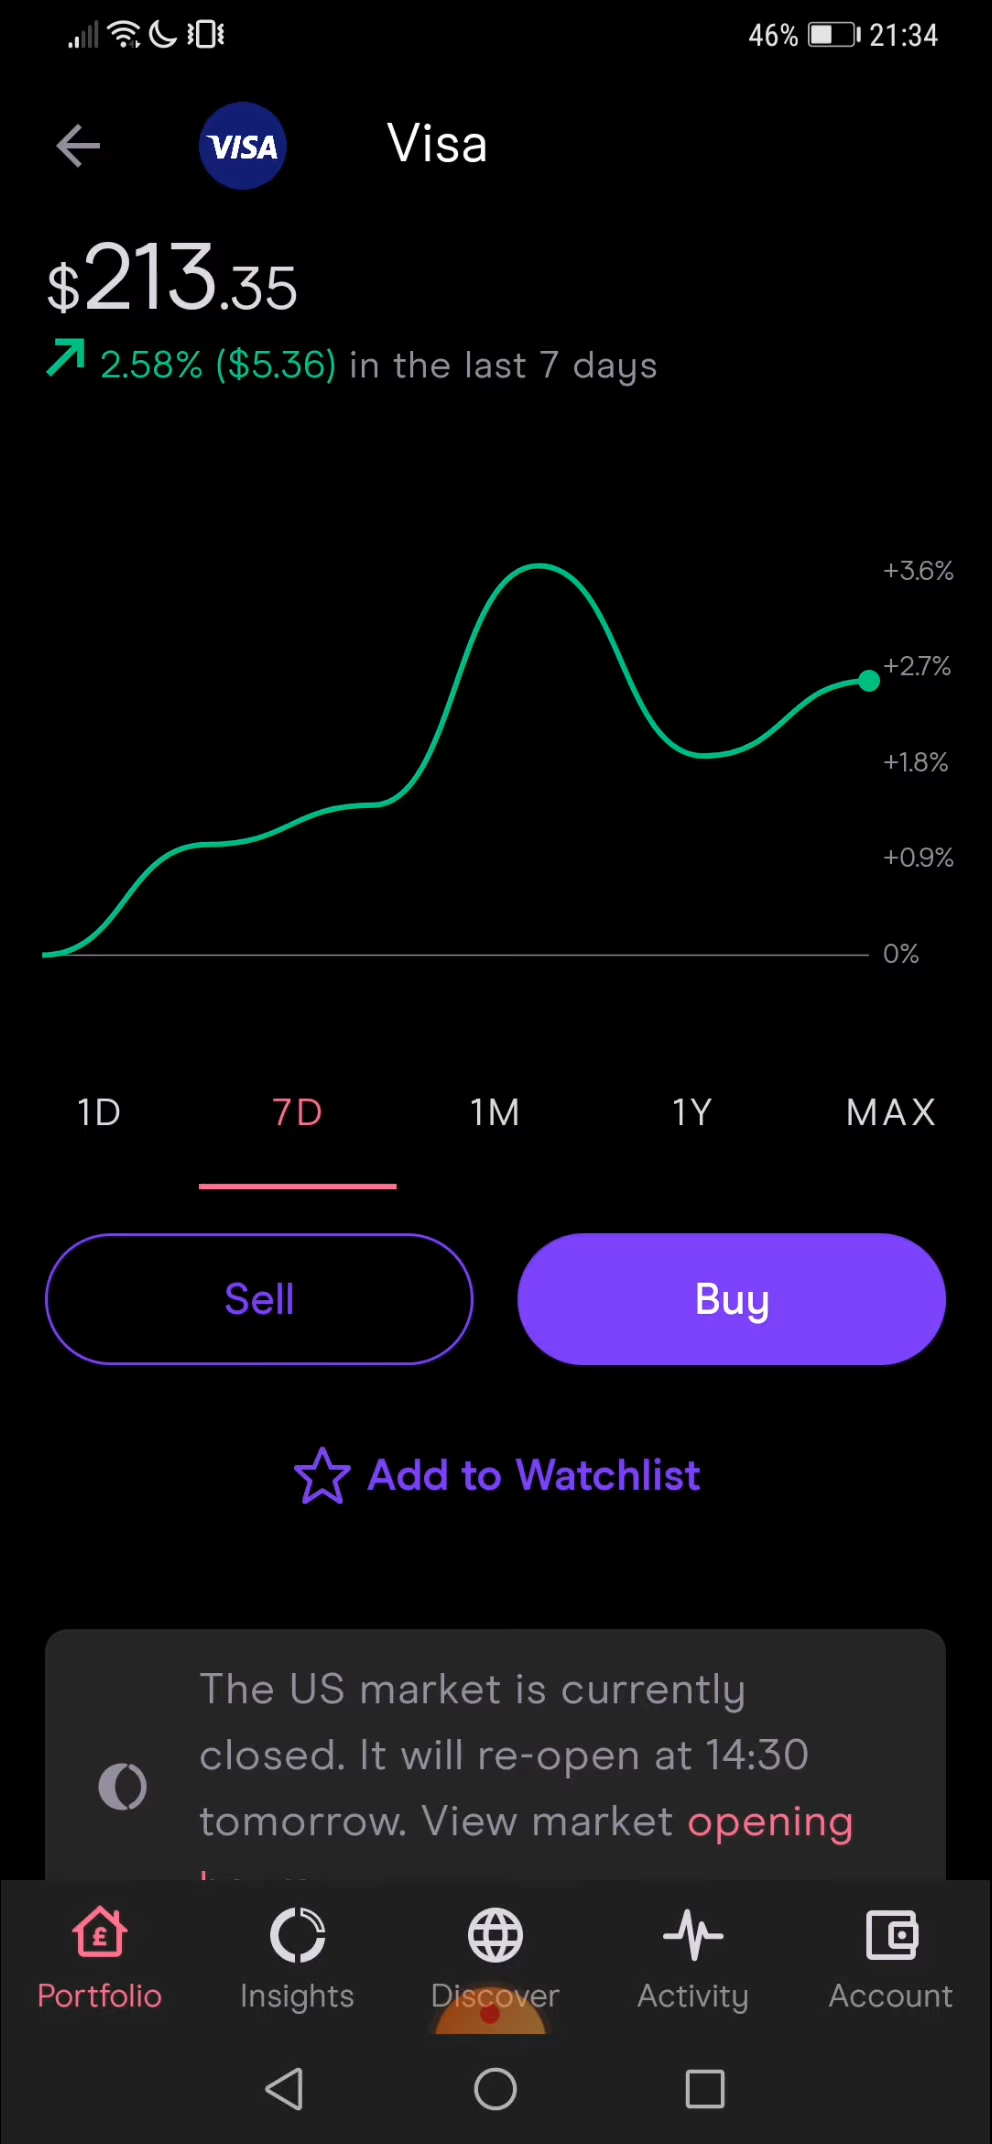 46% 21:34
VISA Visa
$213.35
2.58% ($5.36) in the last 7 days
+3.6%
+2.7%
+1.8%
+0.9%
0%
1D 7D 1M 1Y MAX
Sell Buy
Add to Watchlist
The US market is currently
closed. It will re-open at 14:30
tomorrow. View market opening
£
Portfolio Insights Discover Activity Account